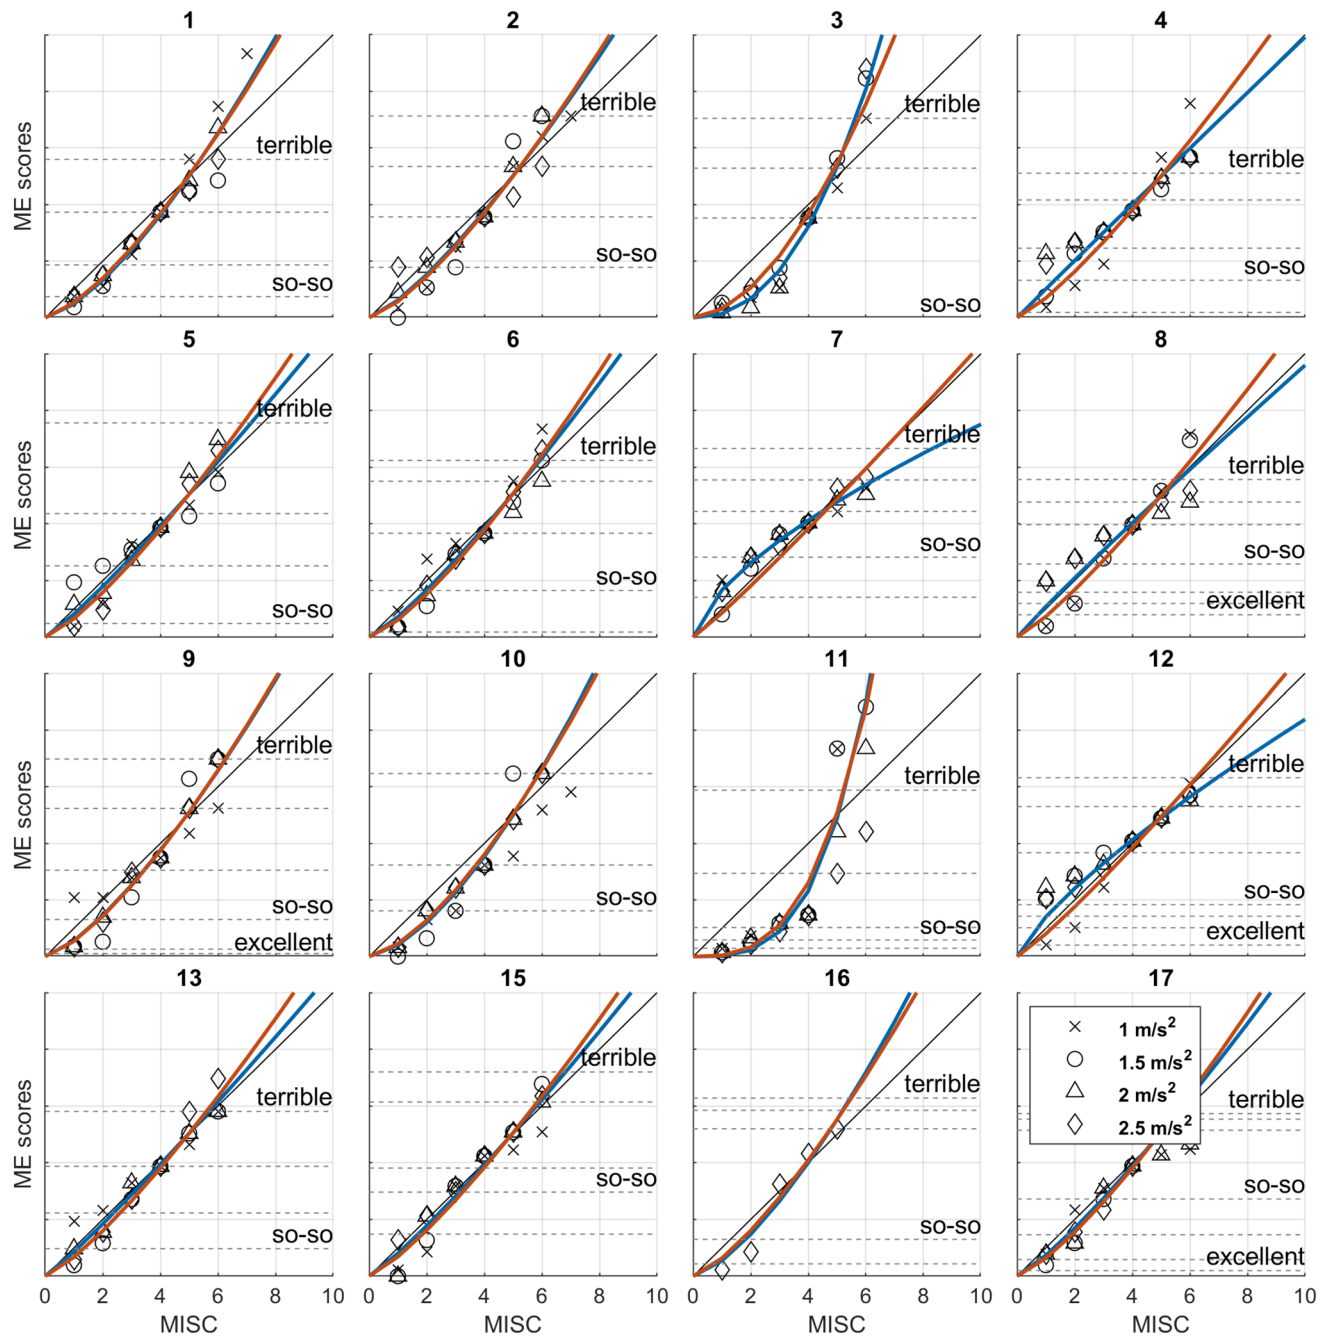 1 2 3 4
ME scores
terrible terrible terrible terrible
so-so so-so so-so so-so
5 6 7 8
ME scores
terrible terrible terrible terrible
so-so so-so so-so so-so
excellent
9 10 11 12
ME scores
terrible terrible terrible
so-so so-so so-so so-so
excellent excellent
13 15 16 17
ME scores
1 m/s²
1.5 m/s²
2 m/s²
2.5 m/s²
terrible terrible terrible terrible
so-so so-so so-so so-so
excellent
0 2 4 6 8 10 0 2 4 6 8 10 0 2 4 6 8 10 0 2 4 6 8 10
MISC MISC MISC MISC